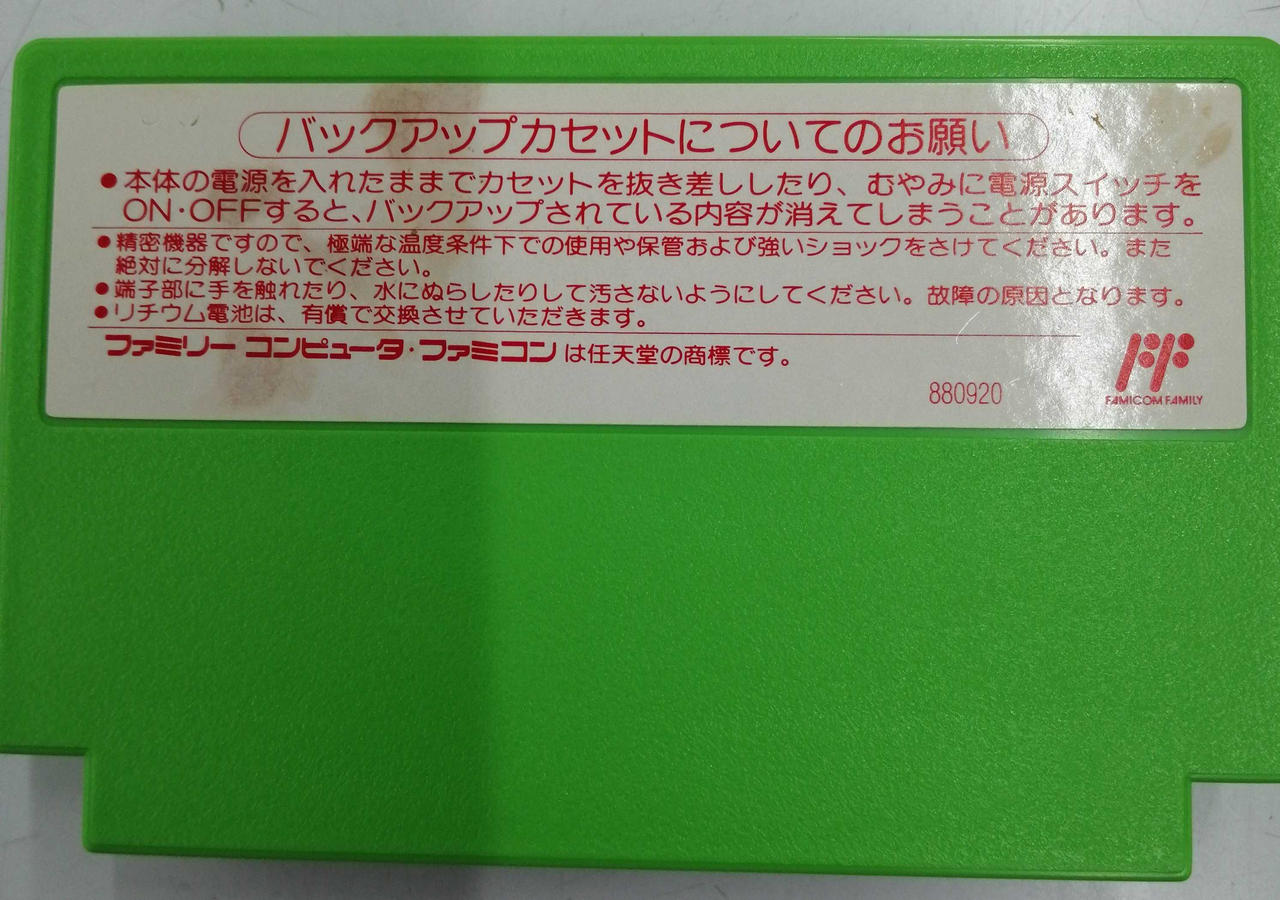 バックアップカセットについてのお願い
●本体の電源を入れたままでカセットを抜き差ししたり、むやみに電源スイッチを
ON・OFFすると、バックアップされている内容が消えてしまうことがあります。
●精密機器ですので、極端な温度条件下での使用や保管および強いショックをさけてください。また
絶対に分解しないでください。
●端子部に手を触れたり、水にぬらしたりして汚さないようにしてください。故障の原因となります。
●リチウム電池は、有償で交換させていただきます。
ファミリー コンピュータ・ファミコン は任天堂の商標です。
880920
FAMICOM FAMILY